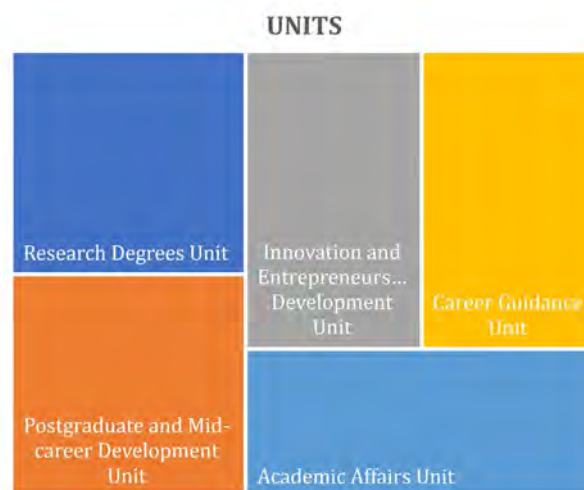 UNITS
Research Degrees Unit
Innovation and
Entrepreneurs...
Development
Unit
Career Guidance
Unit
Postgraduate and Mid-
career Development
Unit
Academic Affairs Unit